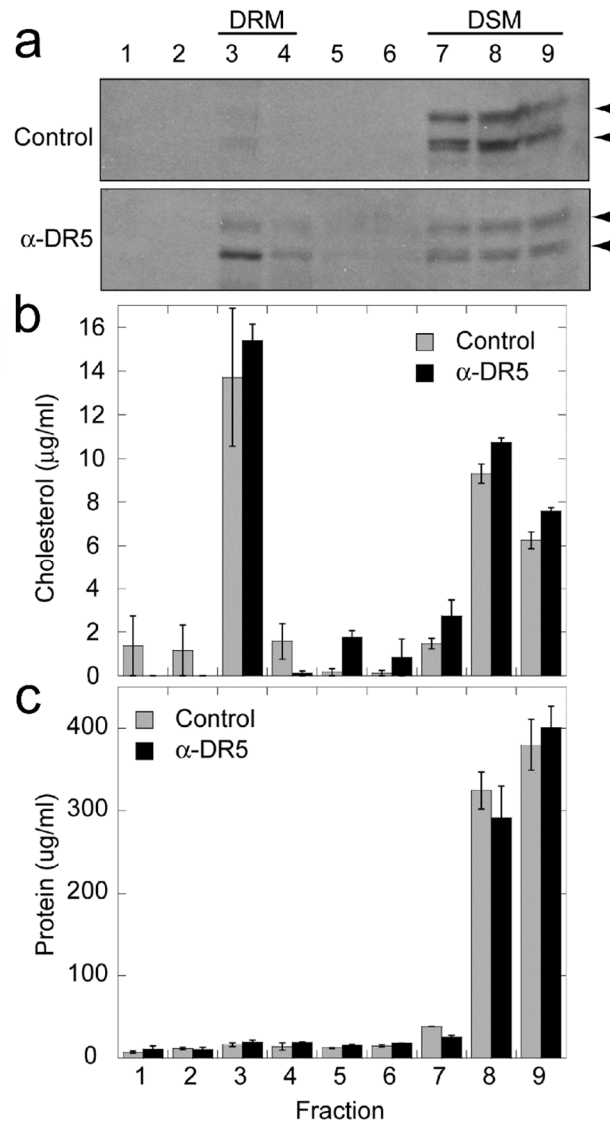 a
DRM DSM
1 2 3 4 5 6 7 8 9
Control
α-DR5
b
16
14
12
10
8
6
4
2
0
Cholesterol (μg/ml)
Control
α-DR5
c
400
300
200
100
0
Protein (ug/ml)
Control
α-DR5
1 2 3 4 5 6 7 8 9
Fraction